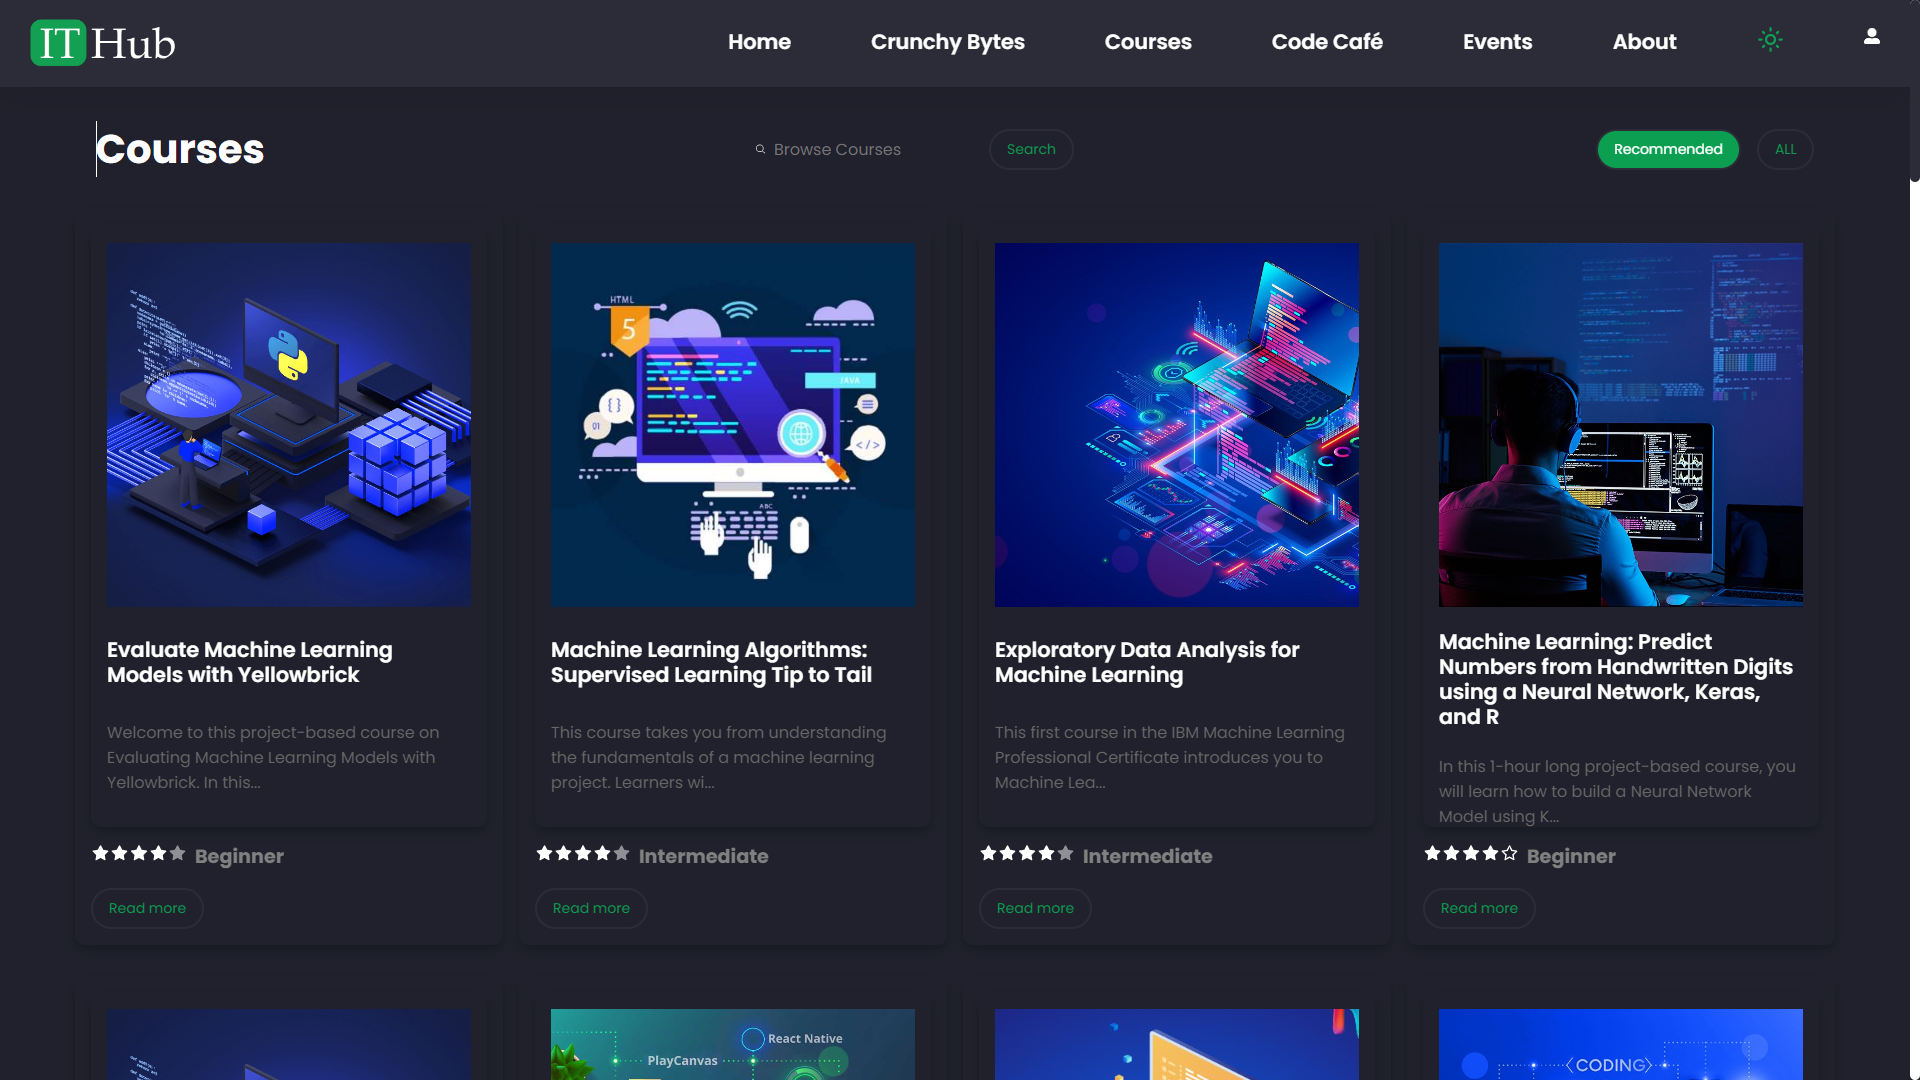 IT Hub
Home
Crunchy Bytes
Courses
Code Café
Events
About
Courses
Browse Courses
Search
Recommended
ALL
HTML
5
JAVA
{}
01
</>
ABC
Evaluate Machine Learning
Models with Yellowbrick
Welcome to this project-based course on
Evaluating Machine Learning Models with
Yellowbrick. In this...
Beginner
Read more
Machine Learning Algorithms:
Supervised Learning Tip to Tail
This course takes you from understanding
the fundamentals of a machine learning
project. Learners wi...
Intermediate
Read more
Exploratory Data Analysis for
Machine Learning
This first course in the IBM Machine Learning
Professional Certificate introduces you to
Machine Lea...
Intermediate
Read more
Machine Learning: Predict
Numbers from Handwritten Digits
using a Neural Network, Keras,
and R
In this 1-hour long project-based course, you
will learn how to build a Neural Network
Model using K...
Beginner
Read more
React Native
PlayCanvas
<CODING>